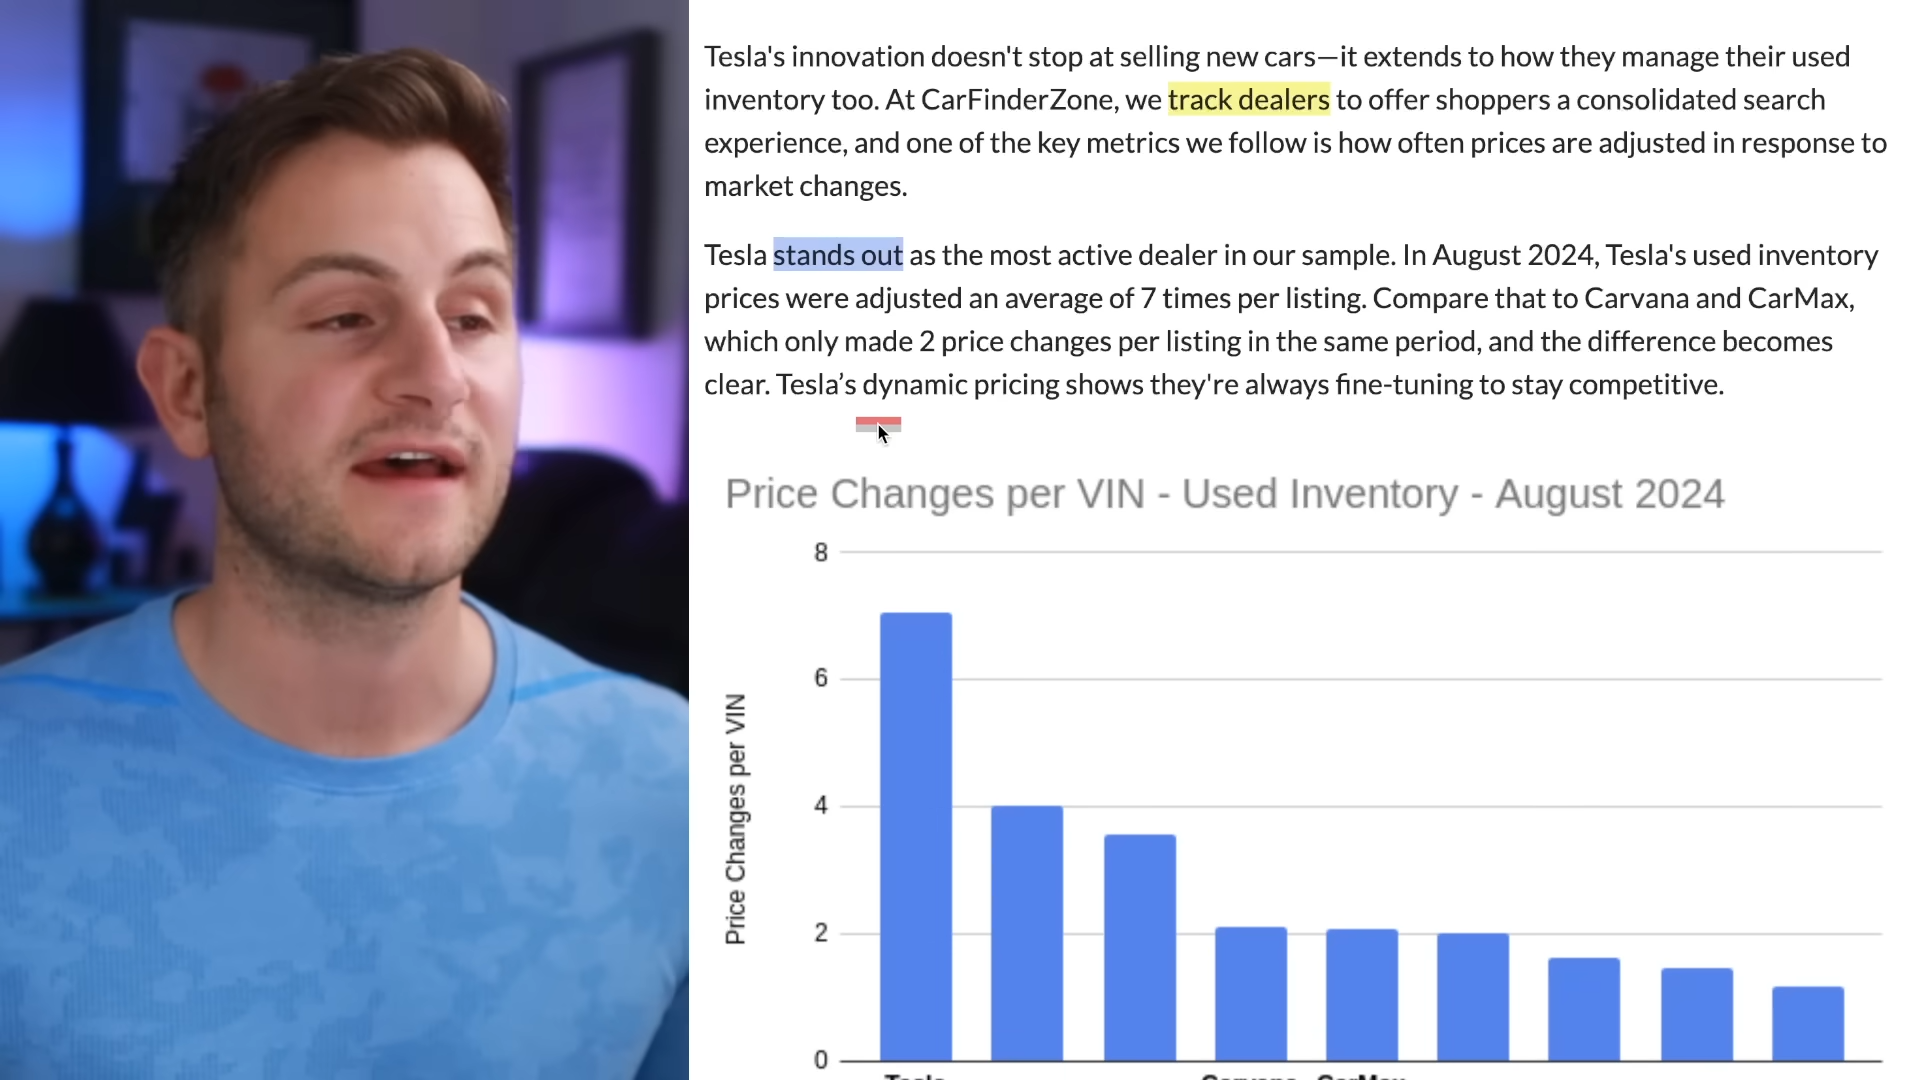 Tesla's innovation doesn't stop at selling new cars—it extends to how they manage their used
inventory too. At CarFinderZone, we track dealers to offer shoppers a consolidated search
experience, and one of the key metrics we follow is how often prices are adjusted in response to
market changes.
Tesla stands out as the most active dealer in our sample. In August 2024, Tesla's used inventory
prices were adjusted an average of 7 times per listing. Compare that to Carvana and CarMax,
which only made 2 price changes per listing in the same period, and the difference becomes
clear. Tesla’s dynamic pricing shows they're always fine-tuning to stay competitive.
Price Changes per VIN - Used Inventory - August 2024
Price Changes per VIN
8
6
4
2
0
Tesla Carvana CarMax